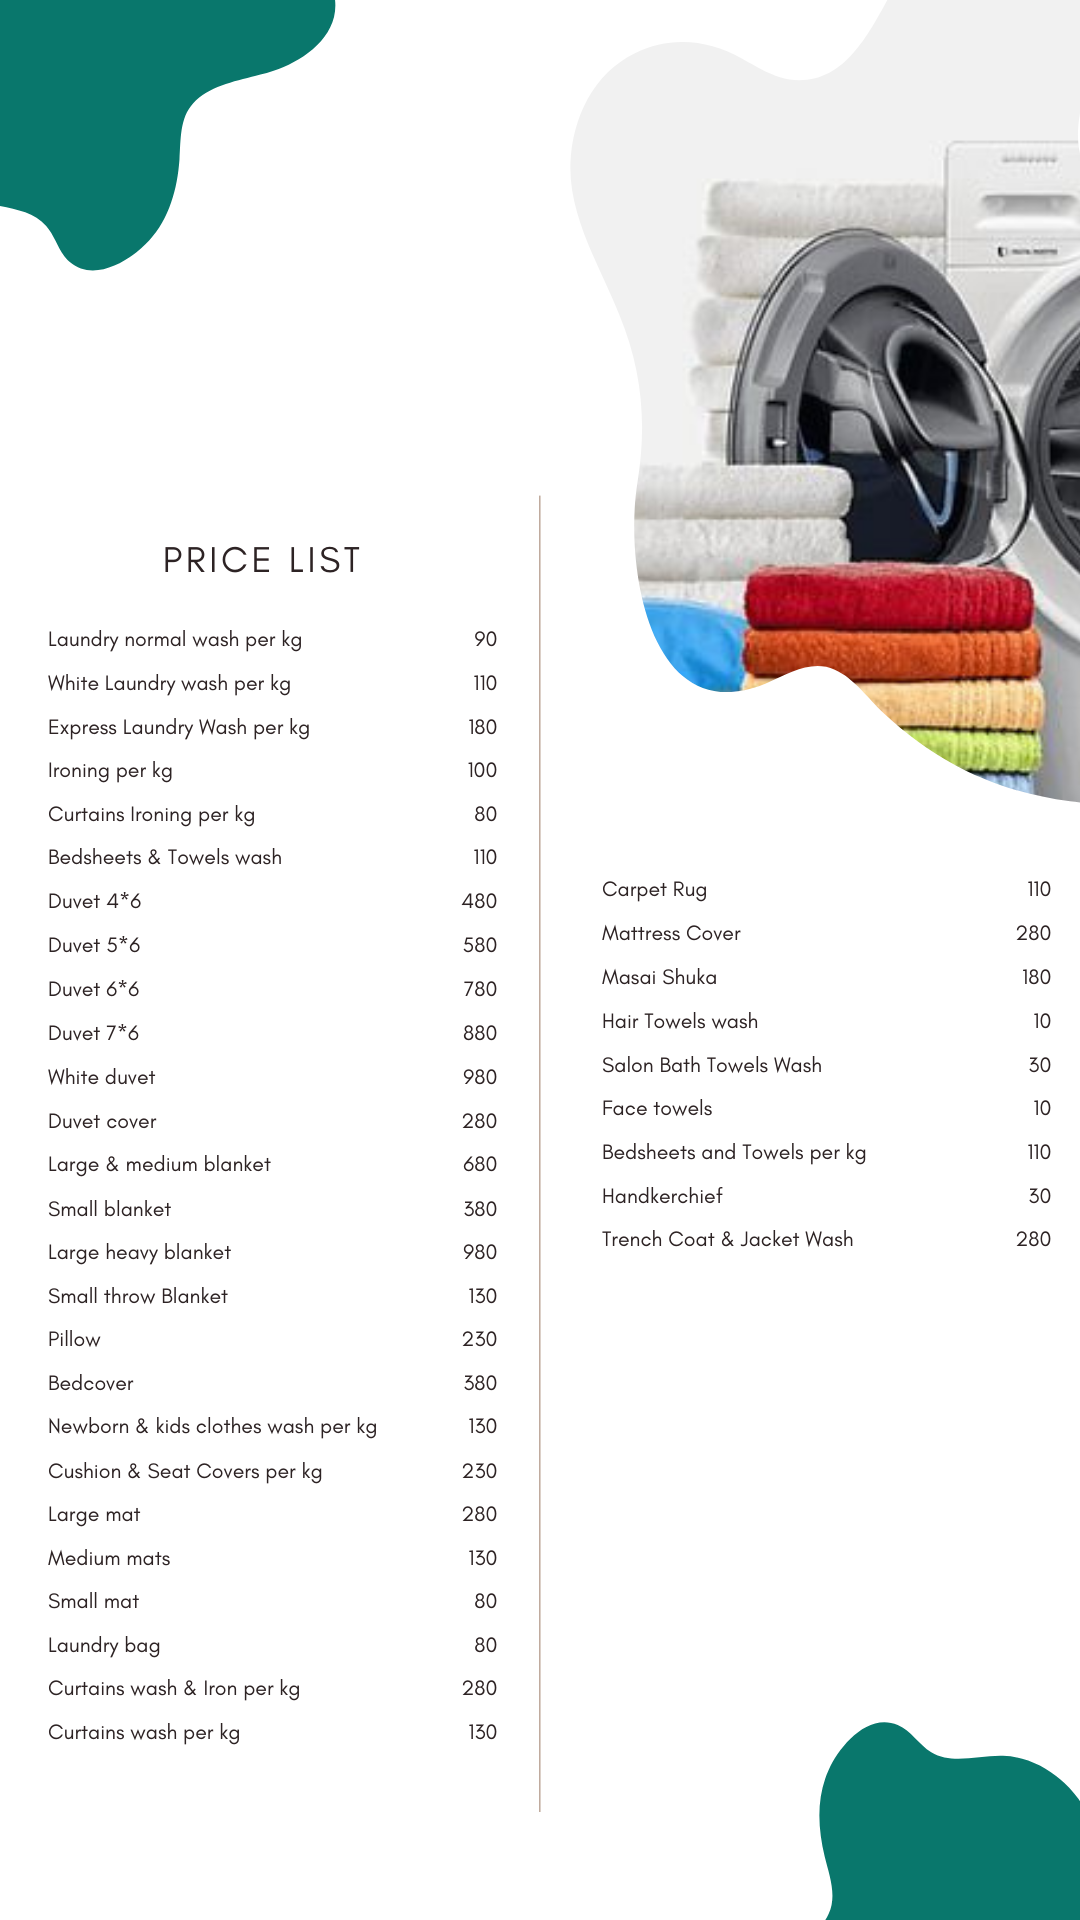 SAMSUNG
PRICE LIST
Laundry normal wash per kg 90
White Laundry wash per kg 110
Express Laundry Wash per kg 180
Ironing per kg 100
Curtains Ironing per kg 80
Bedsheets & Towels wash 110
Duvet 4*6 480
Duvet 5*6 580
Duvet 6*6 780
Duvet 7*6 880
White duvet 980
Duvet cover 280
Large & medium blanket 680
Small blanket 380
Large heavy blanket 980
Small throw Blanket 130
Pillow 230
Bedcover 380
Newborn & kids clothes wash per kg 130
Cushion & Seat Covers per kg 230
Large mat 280
Medium mats 130
Small mat 80
Laundry bag 80
Curtains wash & Iron per kg 280
Curtains wash per kg 130
Carpet Rug 110
Mattress Cover 280
Masai Shuka 180
Hair Towels wash 10
Salon Bath Towels Wash 30
Face towels 10
Bedsheets and Towels per kg 110
Handkerchief 30
Trench Coat & Jacket Wash 280